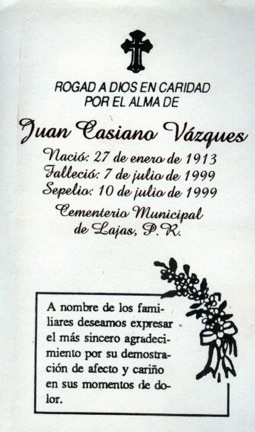 ROGAD A DIOS EN CARIDAD
POR EL ALMA DE
Juan Casiano Vázques
Nació: 27 de enero de 1913
Falleció: 7 de julio de 1999
Sepelio: 10 de julio de 1999
Cementerio Municipal
de Lajas, P.R.
A nombre de los fami-
liares deseamos expresar
el más sincero agradeci-
miento por su demostra-
ción de afecto y cariño
en sus momentos de do-
lor.